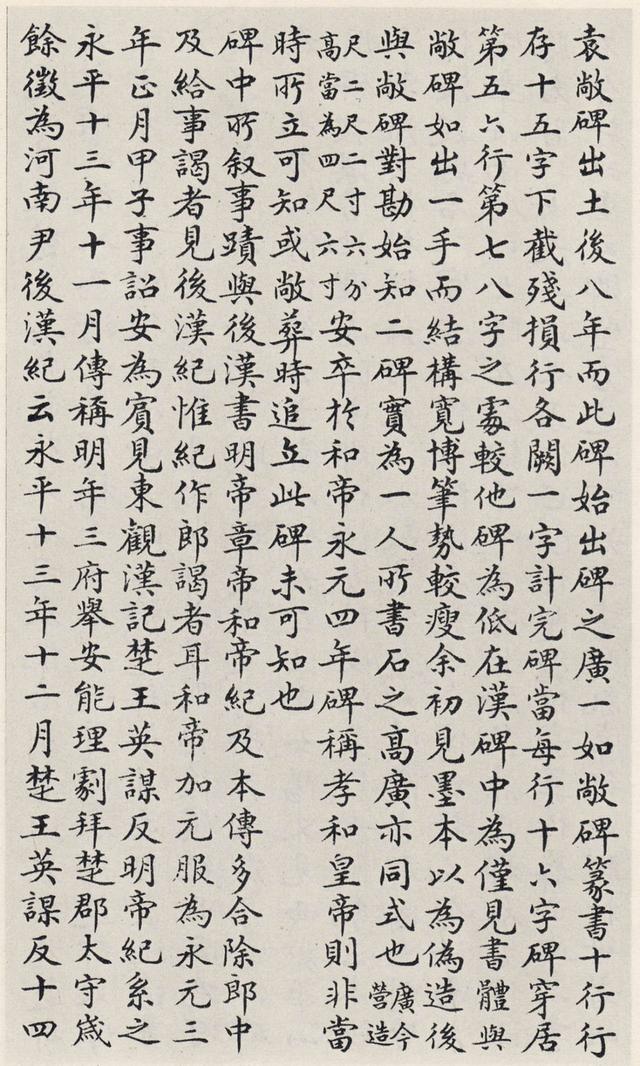 袁敞碑出土後八年而此碑始出碑之廣一如敞碑篆書十行行
存十五字下截殘損行各闕一字計完碑當每行十六字碑穿居
第五六行第七八字之處較他碑為低在漢碑中為僅見書體與
敞碑如出一手而結構寬博筆勢較瘦余初見墨本以為偽造後
與敞碑對勘始知二碑實為一人所書石之高廣亦同式也廣今營造
尺二尺二寸六分高當為四尺六寸安卒於和帝永元四年碑稱孝和皇帝則非當
時所立可知或敞葬時追立此碑未可知也
碑中所叙事蹟與後漢書明帝章帝和帝紀及本傳多合除郎中
及給事謁者見後漢紀惟紀作郎謁者耳和帝加元服為永元三
年正月甲子事詔安為賓見東觀漢記楚王英謀反明帝紀系之
永平十三年十一月傳稱明年三府舉安能理劇拜楚郡太守歲
餘徵為河南尹後漢紀云永平十三年十二月楚王英謀反十四